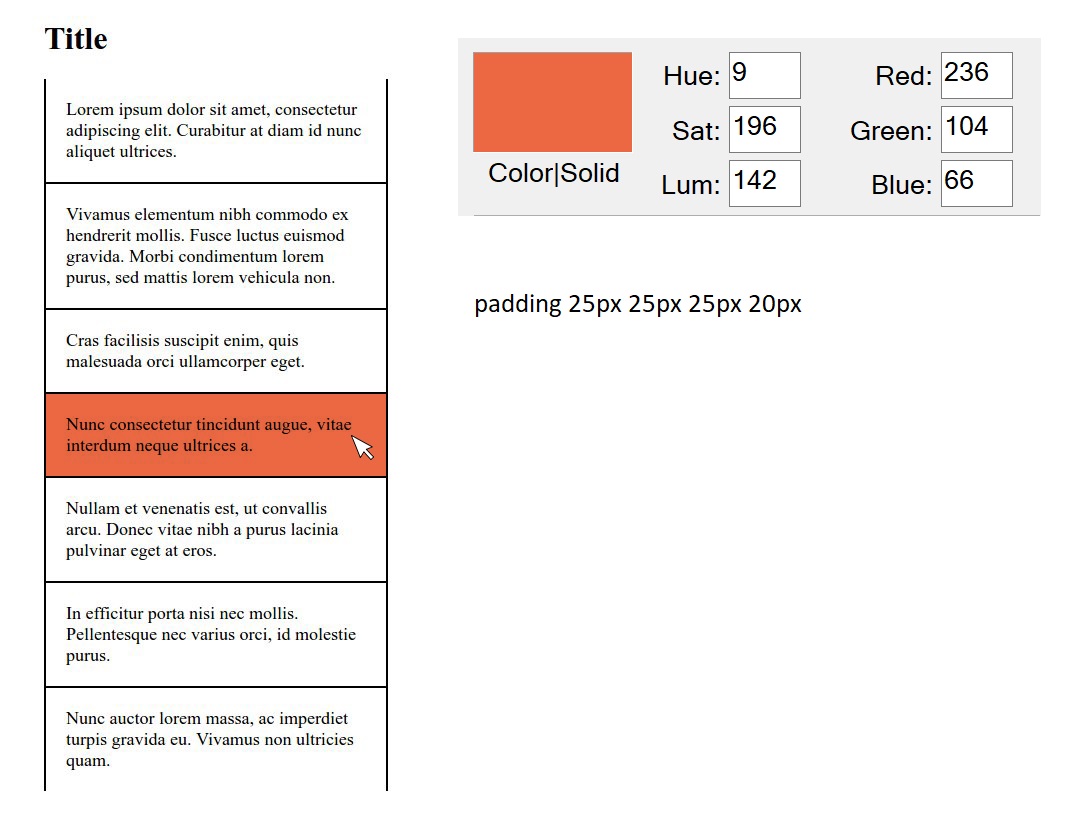 Title
Lorem ipsum dolor sit amet, consectetur
adipiscing elit. Curabitur at diam id nunc
aliquet ultrices.
Vivamus elementum nibh commodo ex
hendrerit mollis. Fusce luctus euismod
gravida. Morbi condimentum lorem
purus, sed mattis lorem vehicula non.
Cras facilisis suscipit enim, quis
malesuada orci ullamcorper eget.
Nunc consectetur tincidunt augue, vitae
interdum neque ultrices a.
Nullam et venenatis est, ut convallis
arcu. Donec vitae nibh a purus lacinia
pulvinar eget at eros.
In efficitur porta nisi nec mollis.
Pellentesque nec varius orci, id molestie
purus.
Nunc auctor lorem massa, ac imperdiet
turpis gravida eu. Vivamus non ultricies
quam.
Hue: 9 Red: 236
Sat: 196 Green: 104
Color|Solid Lum: 142 Blue: 66
padding 25px 25px 25px 20px